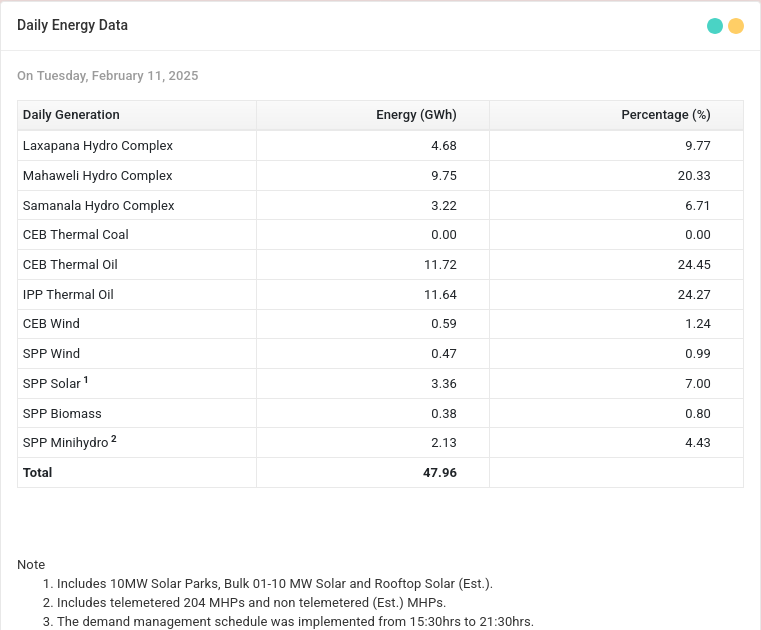 Daily Energy Data
On Tuesday, February 11, 2025
Daily Generation Energy (GWh) Percentage (%)
Laxapana Hydro Complex 4.68 9.77
Mahaweli Hydro Complex 9.75 20.33
Samanala Hydro Complex 3.22 6.71
CEB Thermal Coal 0.00 0.00
CEB Thermal Oil 11.72 24.45
IPP Thermal Oil 11.64 24.27
CEB Wind 0.59 1.24
SPP Wind 0.47 0.99
SPP Solar 1 3.36 7.00
SPP Biomass 0.38 0.80
SPP Minihydro 2 2.13 4.43
Total 47.96
Note
1. Includes 10MW Solar Parks, Bulk 01-10 MW Solar and Rooftop Solar (Est.).
2. Includes telemetered 204 MHPs and non telemetered (Est.) MHPs.
3. The demand management schedule was implemented from 15:30hrs to 21:30hrs.